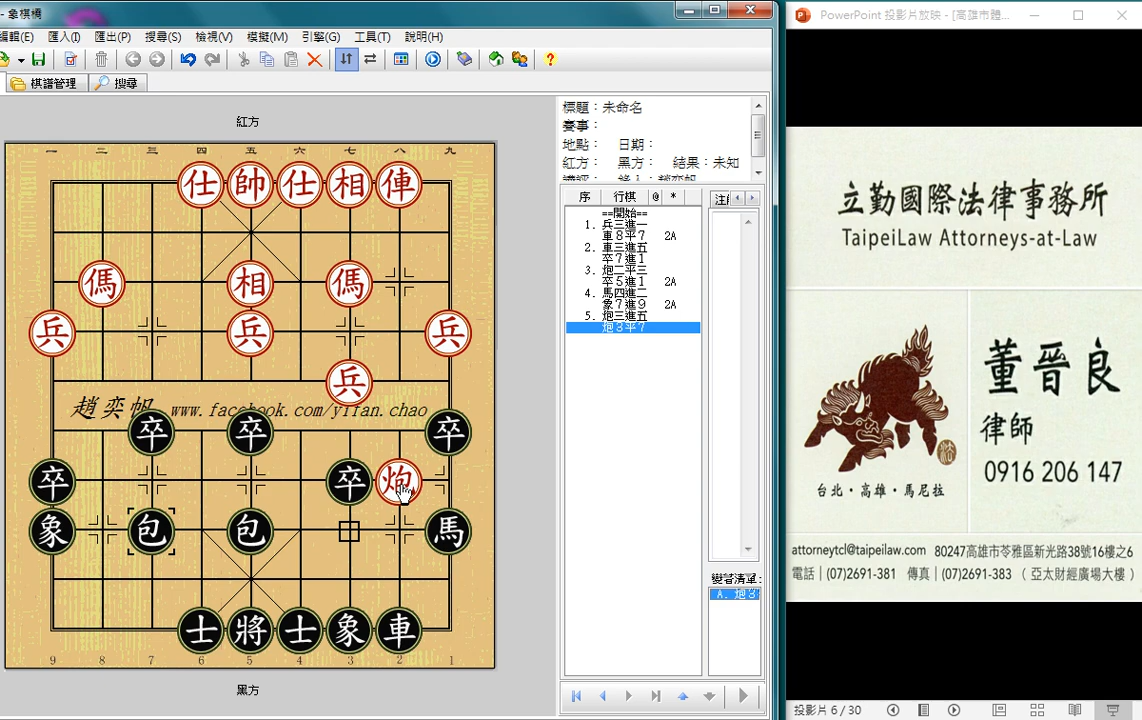 - 象棋橋
編輯(E) 匯入(I) 匯出(P) 搜尋(S) 檢視(V) 模擬(M) 引擎(G) 工具(T) 說明(H)
棋譜管理 搜尋
紅方
一 二 三 四 五 六 七 八 九
仕 帥 仕 相 俥
傌 相 傌
兵 兵 兵
兵
趙奕帆 www.facebook.com/yifan.chao
卒 卒 卒
卒 卒 炮
象 包 包 馬
士 將 士 象 車
9 8 7 6 5 4 3 2 1
黑方
標題：未命名
賽事：
地點： 日期：
紅方： 黑方： 結果：未知
序 行棋 @ *
==開始==
1. 兵三進一
車8平7 2A
2. 車三進五
卒7進1
3. 炮二平三
卒5進1 2A
4. 馬四進二
象7進9 2A
5. 炮三進五
炮3平7
變著清單:
A. 炮3
PowerPoint 投影片放映 - [高雄市體...
立勤國際法律事務所
TaipeiLaw Attorneys-at-Law
董晉良
律師
0916 206 147
台北・高雄・馬尼拉
attorneytcl@taipeilaw.com 80247高雄市苓雅區新光路38號16樓之6
電話｜(07)2691-381 傳真｜(07)2691-383 （亞太財經廣場大樓）
投影片 6 / 30